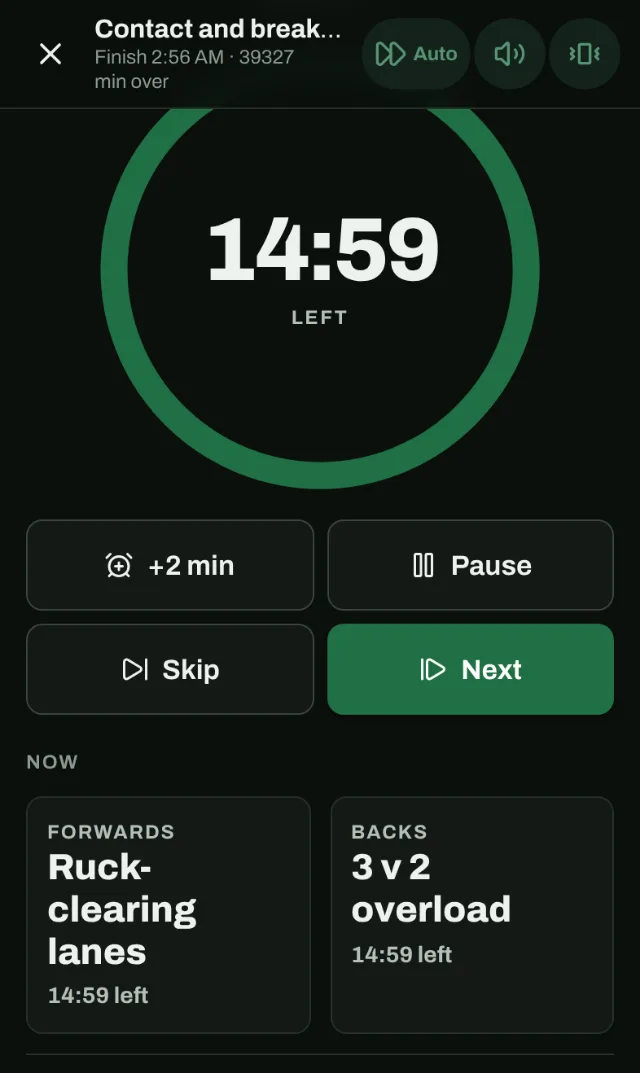 Contact and break...
Finish 2:56 AM · 39327
min over
Auto
14:59
LEFT
+2 min
Pause
Skip
Next
NOW
FORWARDS
Ruck-
clearing
lanes
14:59 left
BACKS
3 v 2
overload
14:59 left